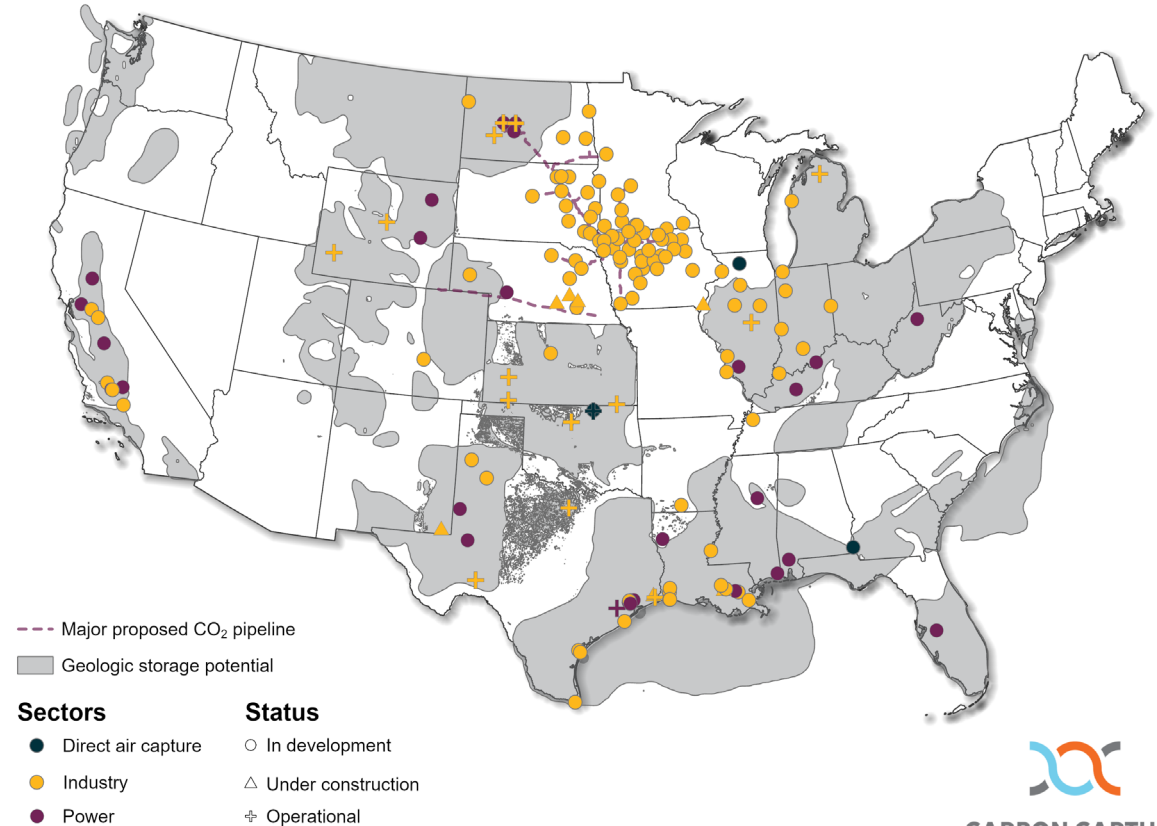 Major proposed CO₂ pipeline
Geologic storage potential
Sectors
Direct air capture
Industry
Power
Status
In development
Under construction
Operational